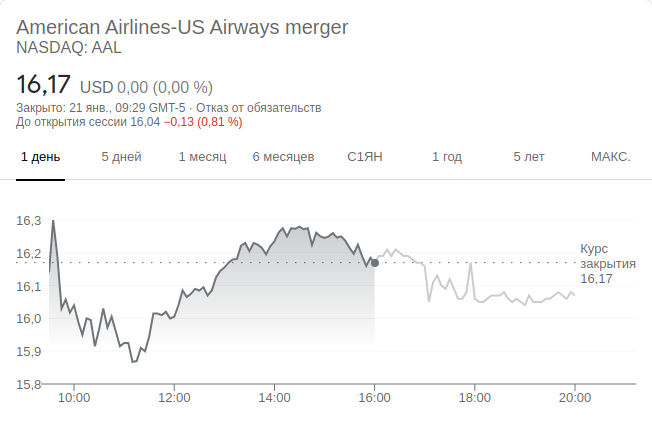 American Airlines-US Airways merger
NASDAQ: AAL
16,17 USD 0,00 (0,00 %)
Закрыто: 21 янв., 09:29 GMT-5 · Отказ от обязательств
До открытия сессии 16,04 −0,13 (0,81 %)
1 день 5 дней 1 месяц 6 месяцев С1ЯН 1 год 5 лет МАКС.
16,3
16,2
16,1
16,0
15,9
15,8
Курс
закрытия
16,17
10:00 12:00 14:00 16:00 18:00 20:00